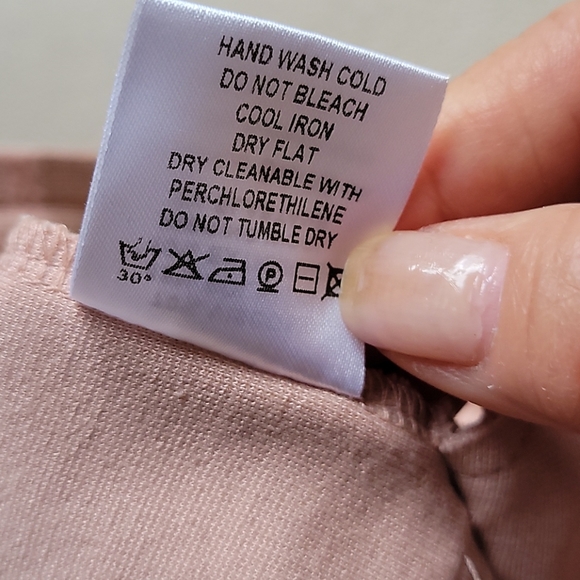 HAND WASH COLD
DO NOT BLEACH
COOL IRON
DRY FLAT
DRY CLEANABLE WITH
PERCHLORETHILENE
DO NOT TUMBLE DRY
P
30°